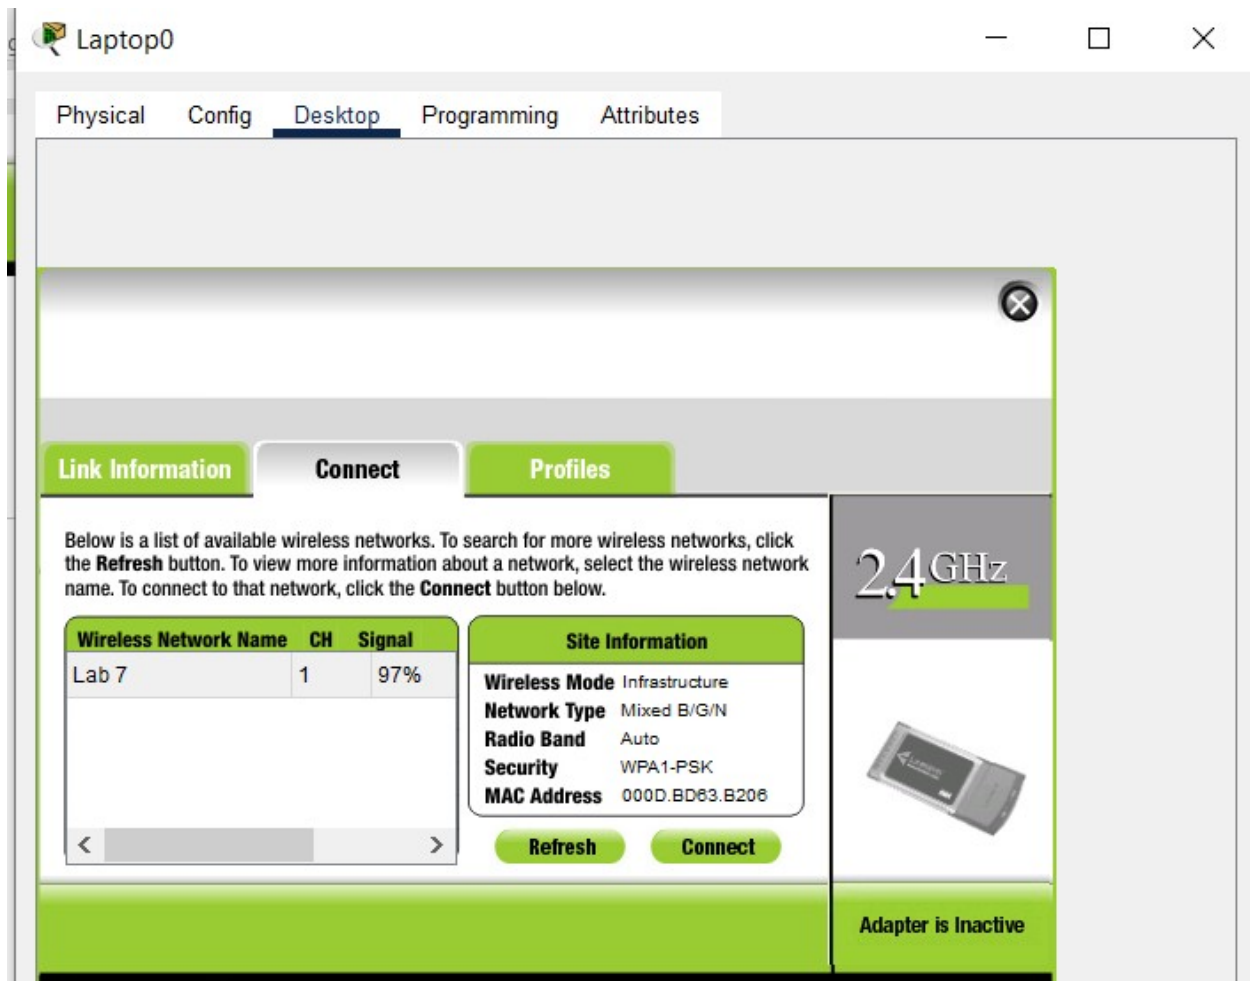 Laptop0
Physical Config Desktop Programming Attributes
Link Information Connect Profiles
Below is a list of available wireless networks. To search for more wireless networks, click
the Refresh button. To view more information about a network, select the wireless network
name. To connect to that network, click the Connect button below.
2.4GHz
Wireless Network Name CH Signal
Lab 7 1 97%
Site Information
Wireless Mode Infrastructure
Network Type Mixed B/G/N
Radio Band Auto
Security WPA1-PSK
MAC Address 000D.BD63.B206
Refresh Connect
Adapter is Inactive